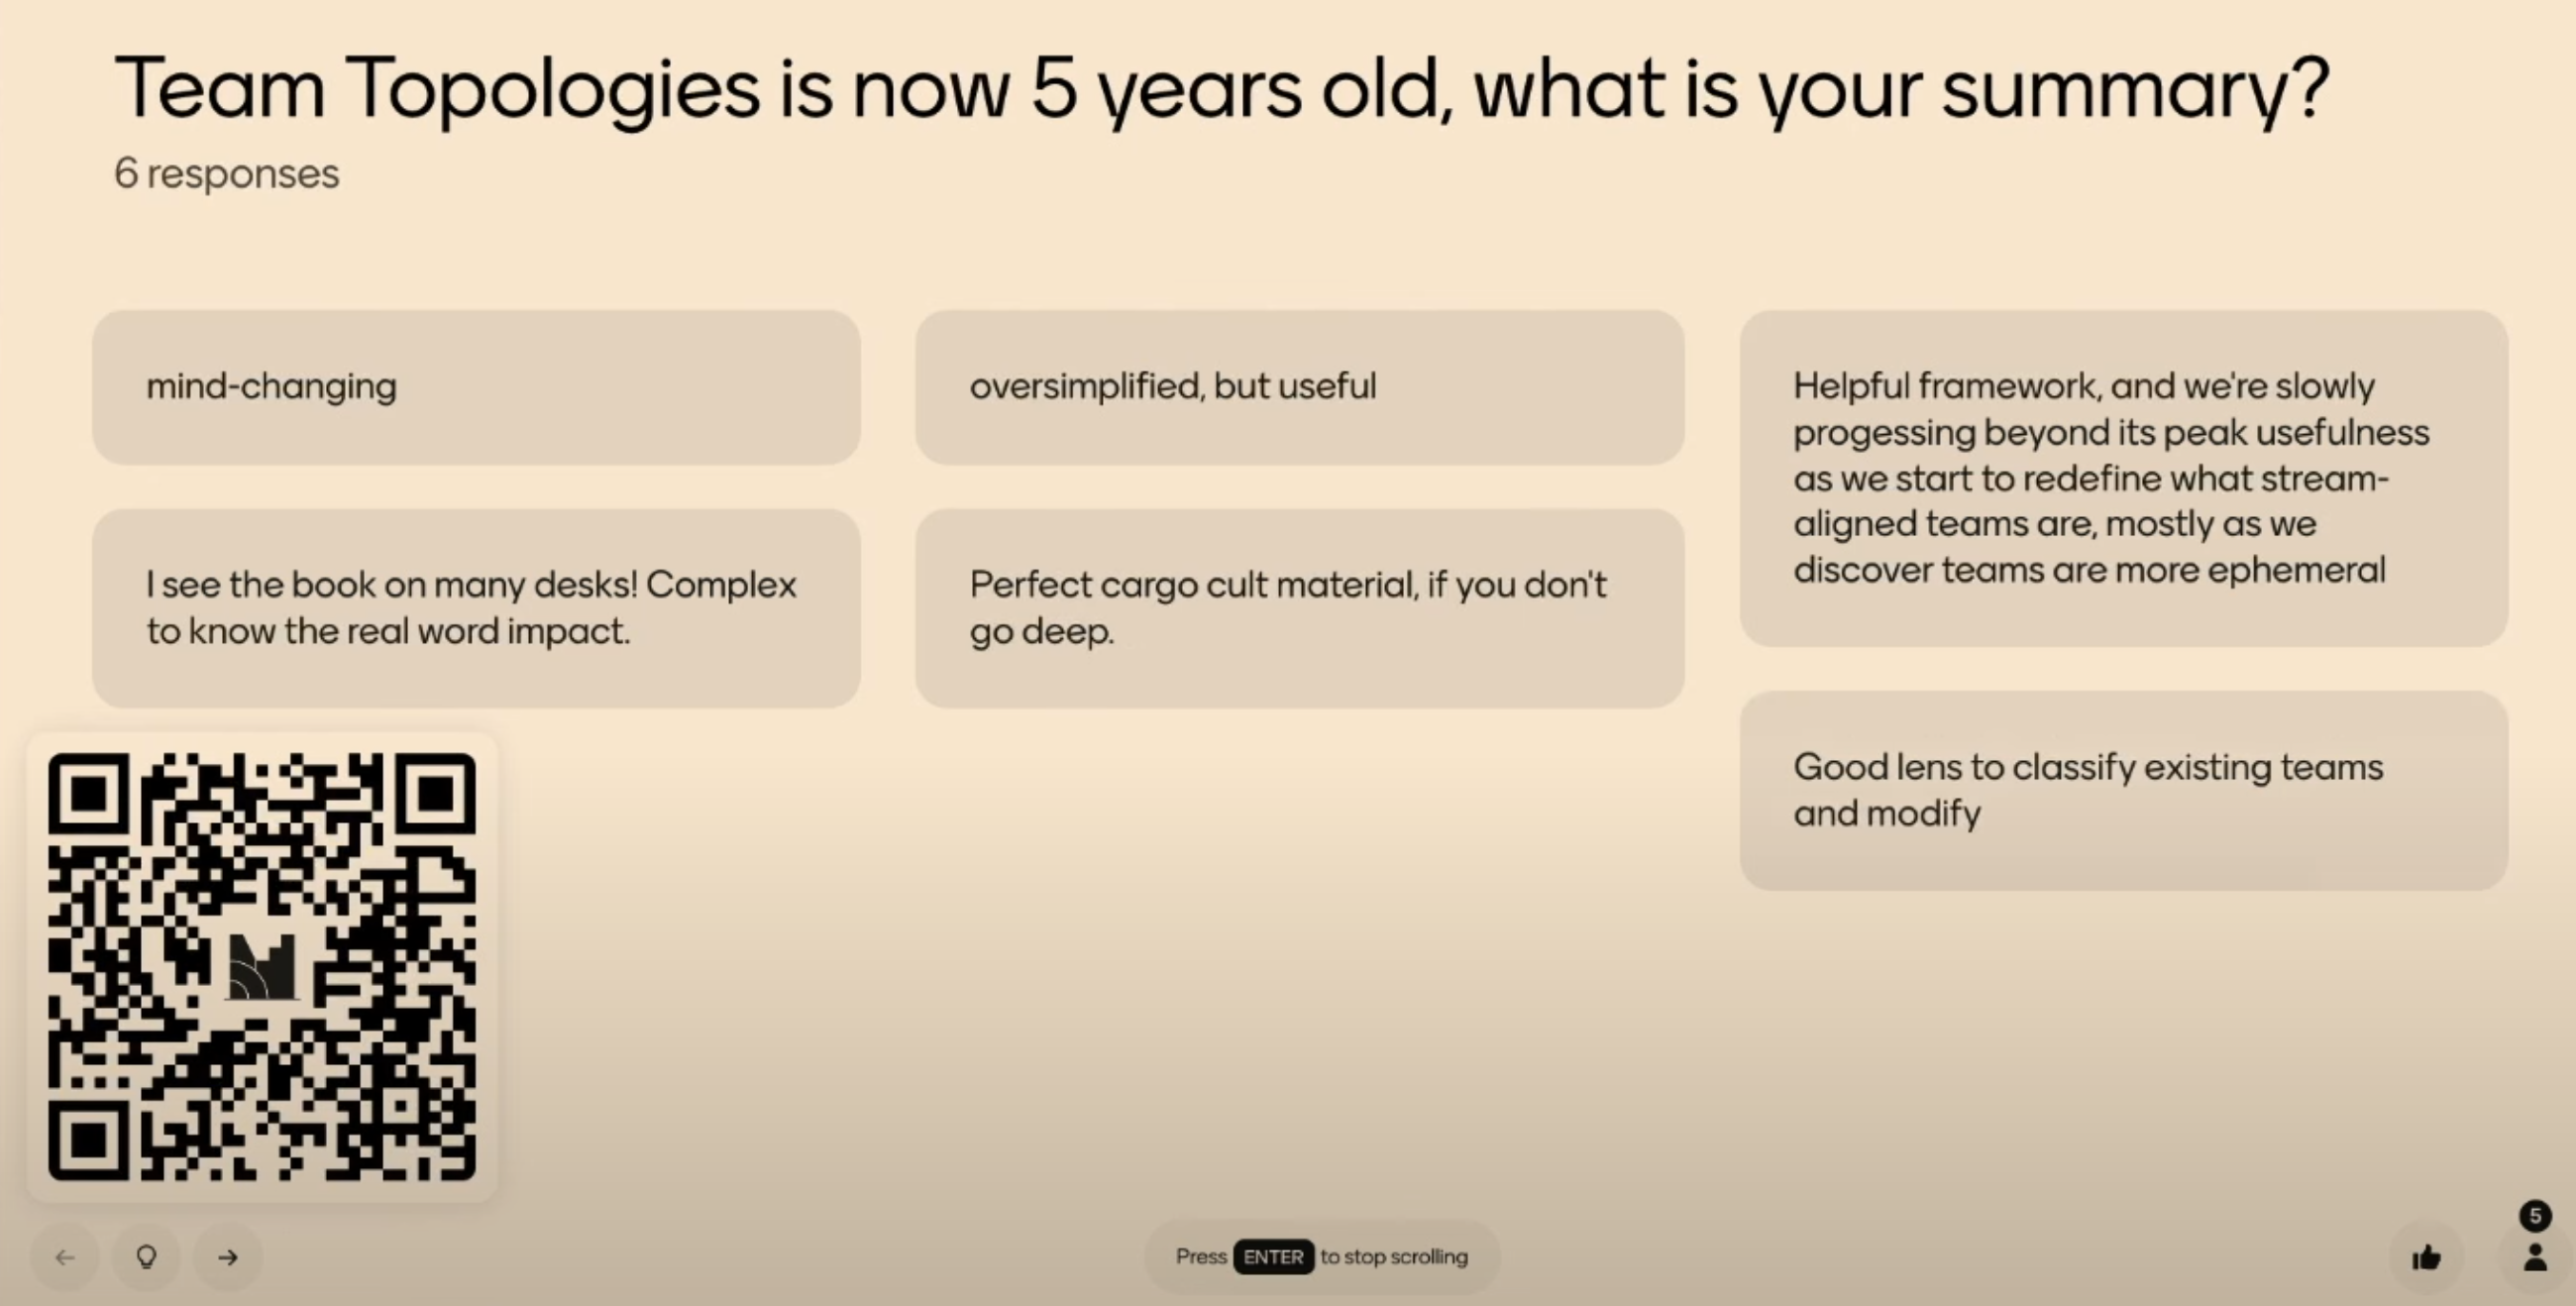 Team Topologies is now 5 years old, what is your summary?
6 responses
mind-changing
oversimplified, but useful
Helpful framework, and we're slowly
progessing beyond its peak usefulness
as we start to redefine what stream-
aligned teams are, mostly as we
discover teams are more ephemeral
I see the book on many desks! Complex
to know the real word impact.
Perfect cargo cult material, if you don't
go deep.
Good lens to classify existing teams
and modify
Press ENTER to stop scrolling
5